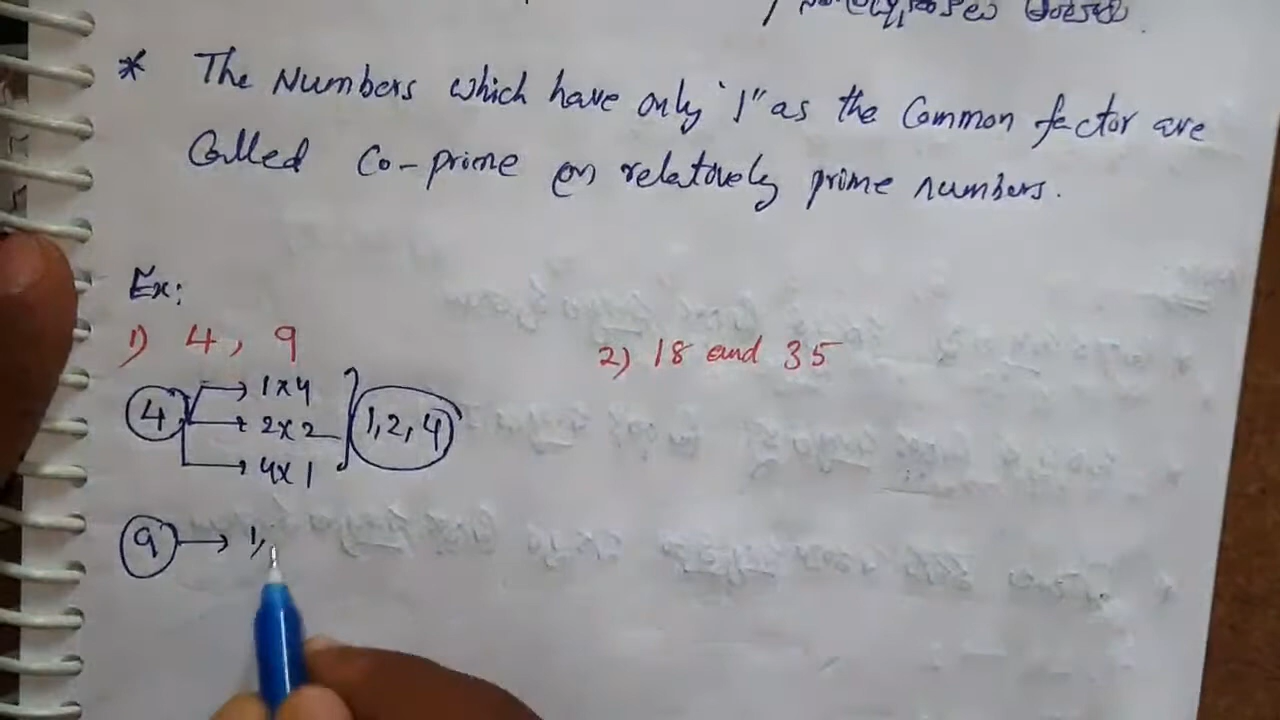 * The Numbers which have only "1" as the Common factor are
Called Co-prime or relatively prime numbers.
Ex:
1) 4, 9
2) 18 and 35
4 → 1x4
→ 2x2
→ 4x1
1, 2, 4
9 → 1,